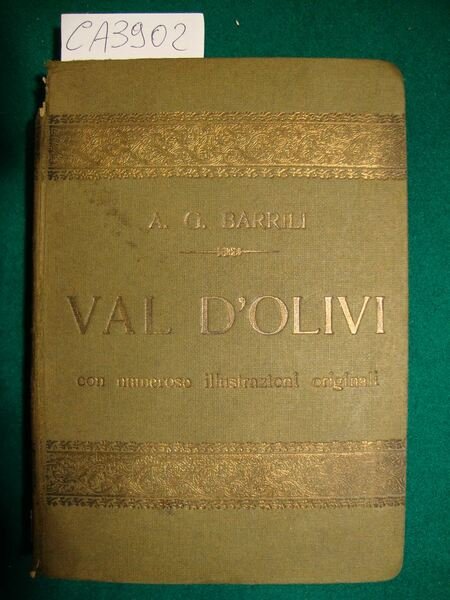 CA3902
A. G. BARRILI
VAL D'OLIVI
con numerose illustrazioni originali